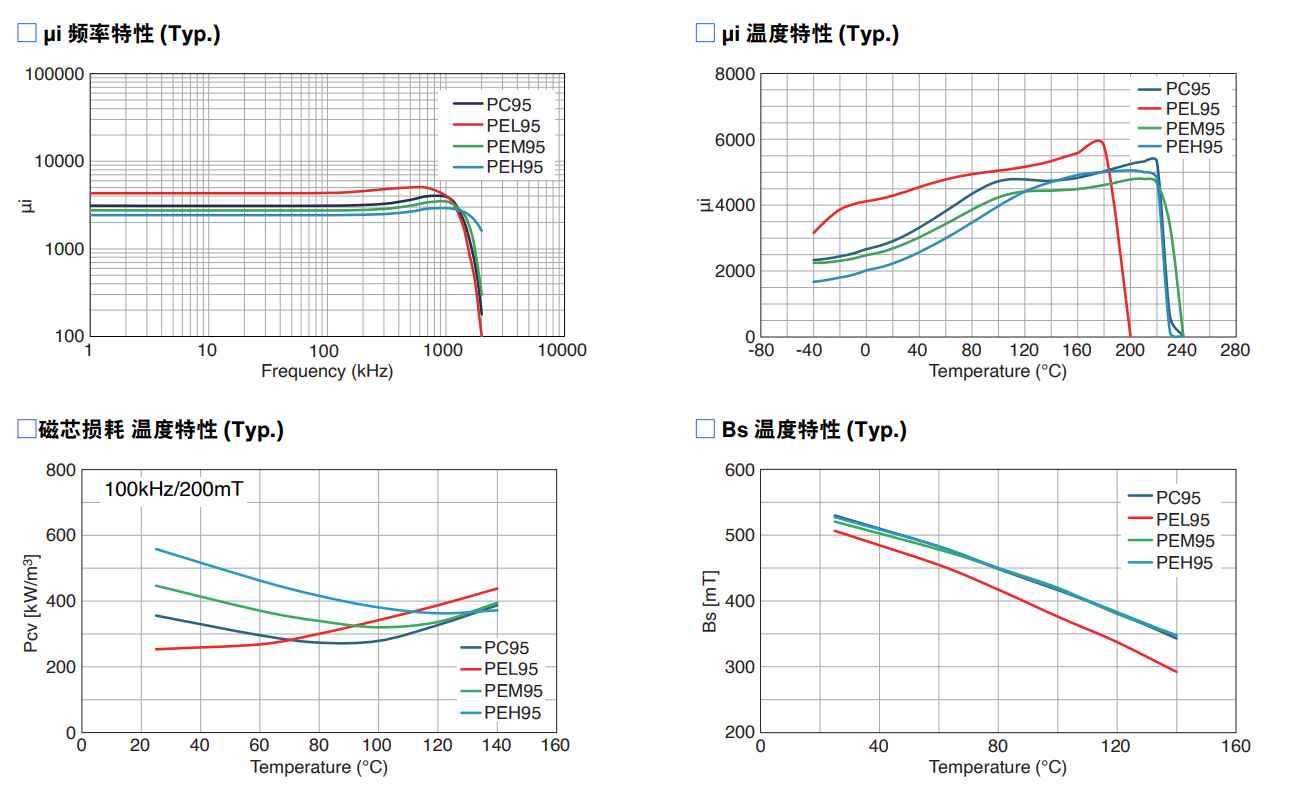 µi 频率特性 (Typ.)
100000
10000
1000
100
µi
1
10
100
1000
10000
Frequency (kHz)
PC95
PEL95
PEM95
PEH95
µi 温度特性 (Typ.)
8000
6000
4000
2000
0
µi
-80
-40
0
40
80
120
160
200
240
280
Temperature (°C)
PC95
PEL95
PEM95
PEH95
磁芯损耗 温度特性 (Typ.)
100kHz/200mT
800
600
400
200
0
Pcv [kW/m³]
0
20
40
60
80
100
120
140
160
Temperature (°C)
PC95
PEL95
PEM95
PEH95
Bs 温度特性 (Typ.)
600
500
400
300
200
Bs [mT]
0
40
80
120
160
Temperature (°C)
PC95
PEL95
PEM95
PEH95